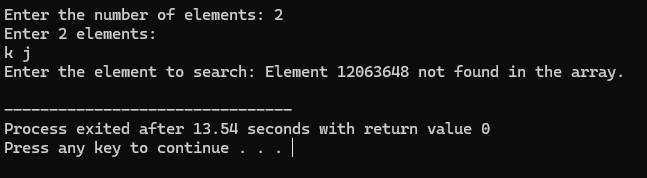 Enter the number of elements: 2
Enter 2 elements:
k j
Enter the element to search: Element 12063648 not found in the array.
--------------------------------
Process exited after 13.54 seconds with return value 0
Press any key to continue . . .